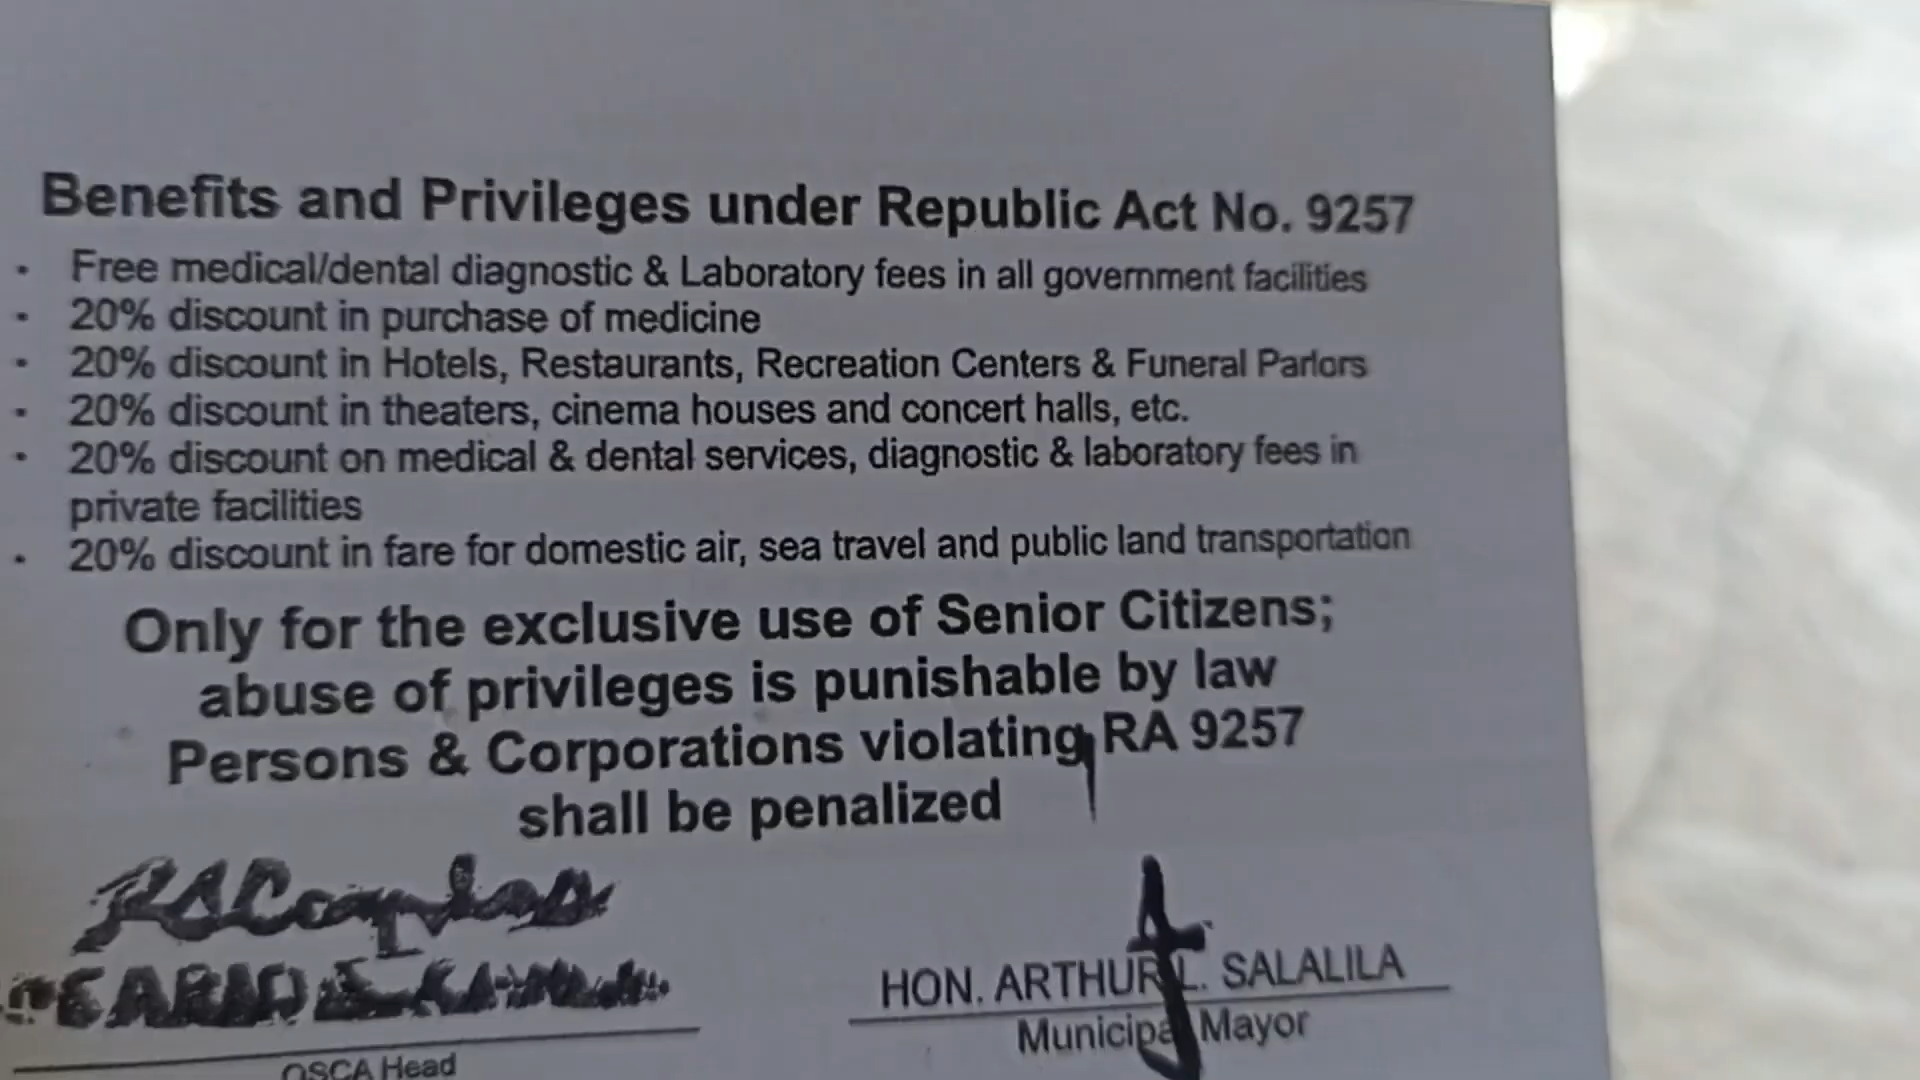 Benefits and Privileges under Republic Act No. 9257
· Free medical/dental diagnostic & Laboratory fees in all government facilities
· 20% discount in purchase of medicine
· 20% discount in Hotels, Restaurants, Recreation Centers & Funeral Parlors
· 20% discount in theaters, cinema houses and concert halls, etc.
· 20% discount on medical & dental services, diagnostic & laboratory fees in
private facilities
· 20% discount in fare for domestic air, sea travel and public land transportation
Only for the exclusive use of Senior Citizens;
abuse of privileges is punishable by law
Persons & Corporations violating RA 9257
shall be penalized
HON. ARTHUR L. SALALILA
Municipal Mayor
OSCA Head